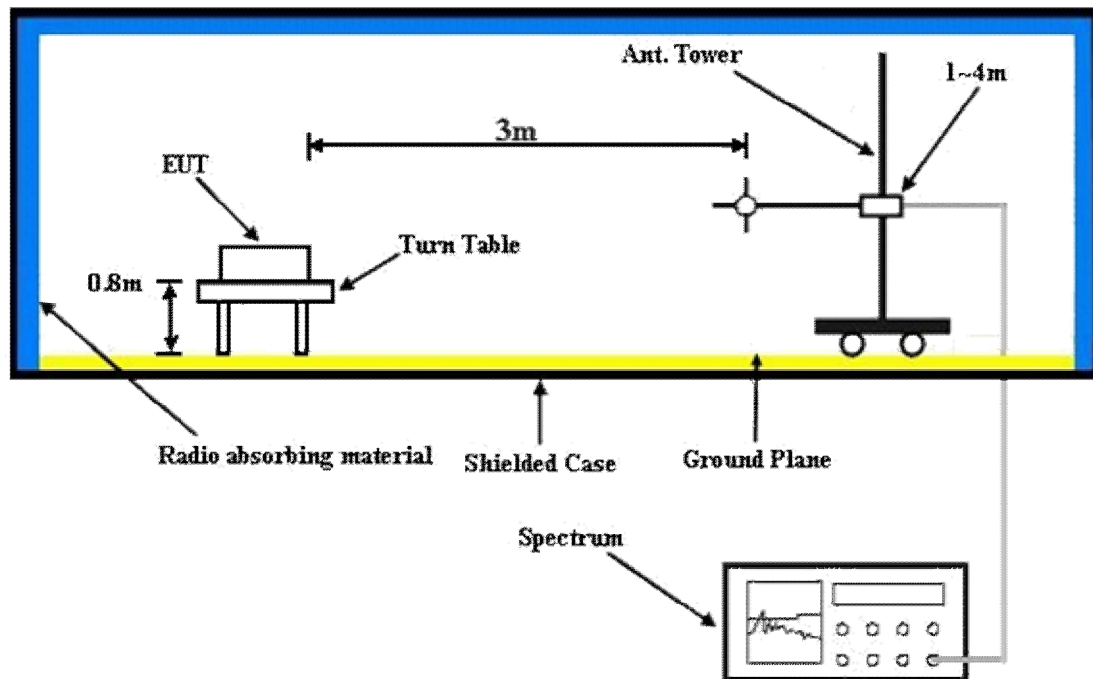 Ant. Tower
1~4m
3m
EUT
Turn Table
0.8m
Radio absorbing material
Shielded Case
Ground Plane
Spectrum